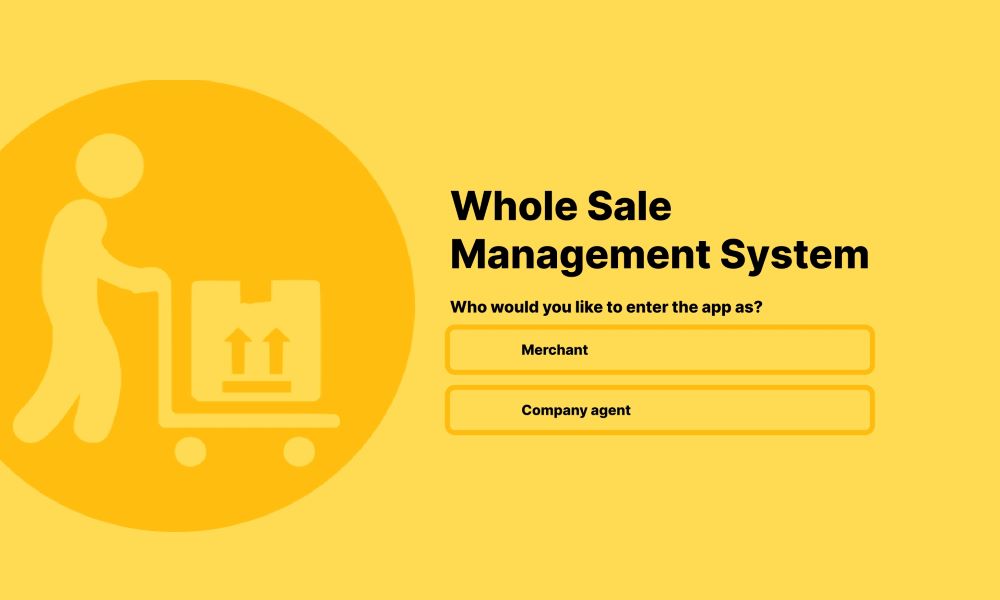 Whole Sale
Management System
Who would you like to enter the app as?
Merchant
Company agent